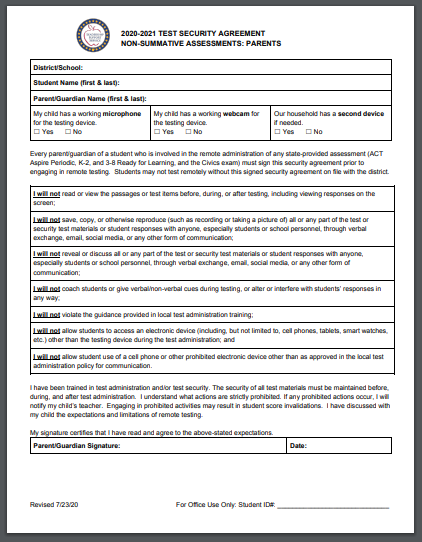 2020-2021 TEST SECURITY AGREEMENT
NON-SUMMATIVE ASSESSMENTS: PARENTS
District/School:
Student Name (first & last):
Parent/Guardian Name (first & last):
My child has a working microphone
for the testing device.
☐ Yes ☐ No
My child has a working webcam for
the testing device.
☐ Yes ☐ No
Our household has a second device
if needed.
☐ Yes ☐ No
Every parent/guardian of a student who is involved in the remote administration of any state-provided assessment (ACT
Aspire Periodic, K-2, and 3-8 Ready for Learning, and the Civics exam) must sign this security agreement prior to
engaging in remote testing. Students may not test remotely without this signed security agreement on file with the district.
I will not read or view the passages or test items before, during, or after testing, including viewing responses on the
screen;
I will not save, copy, or otherwise reproduce (such as recording or taking a picture of) all or any part of the test or
security test materials or student responses with anyone, especially students or school personnel, through verbal
exchange, email, social media, or any other form of communication;
I will not reveal or discuss all or any part of the test or security test materials or student responses with anyone,
especially students or school personnel, through verbal exchange, email, social media, or any other form of
communication;
I will not coach students or give verbal/non-verbal cues during testing, or alter or interfere with students' responses in
any way;
I will not violate the guidance provided in local test administration training;
I will not allow students to access an electronic device (including, but not limited to, cell phones, tablets, smart watches,
etc.) other than the testing device during the test administration; and
I will not allow student use of a cell phone or other prohibited electronic device other than as approved in the local test
administration policy for communication.
I have been trained in test administration and/or test security. The security of all test materials must be maintained before,
during, and after test administration. I understand what actions are strictly prohibited. If any prohibited actions occur, I will
notify my child's teacher. Engaging in prohibited activities may result in student score invalidations. I have discussed with
my child the expectations and limitations of remote testing.
My signature certifies that I have read and agree to the above-stated expectations.
Parent/Guardian Signature:
Date:
Revised 7/23/20
For Office Use Only: Student ID#: ____________________